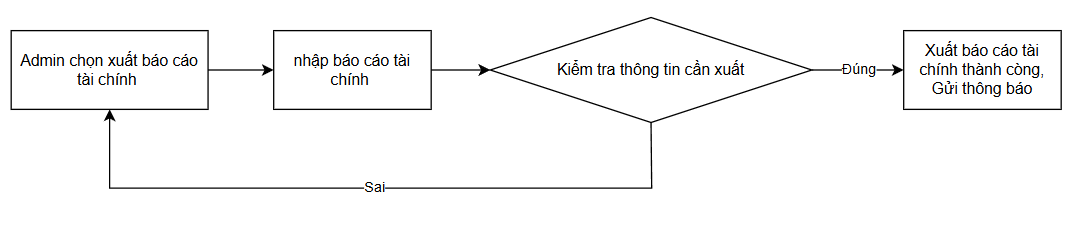 Admin chọn xuất báo cáo
tài chính
nhập báo cáo tài
chính
Kiểm tra thông tin cần xuất
Đúng
Xuất báo cáo tài
chính thành còng,
Gửi thông báo
Sai